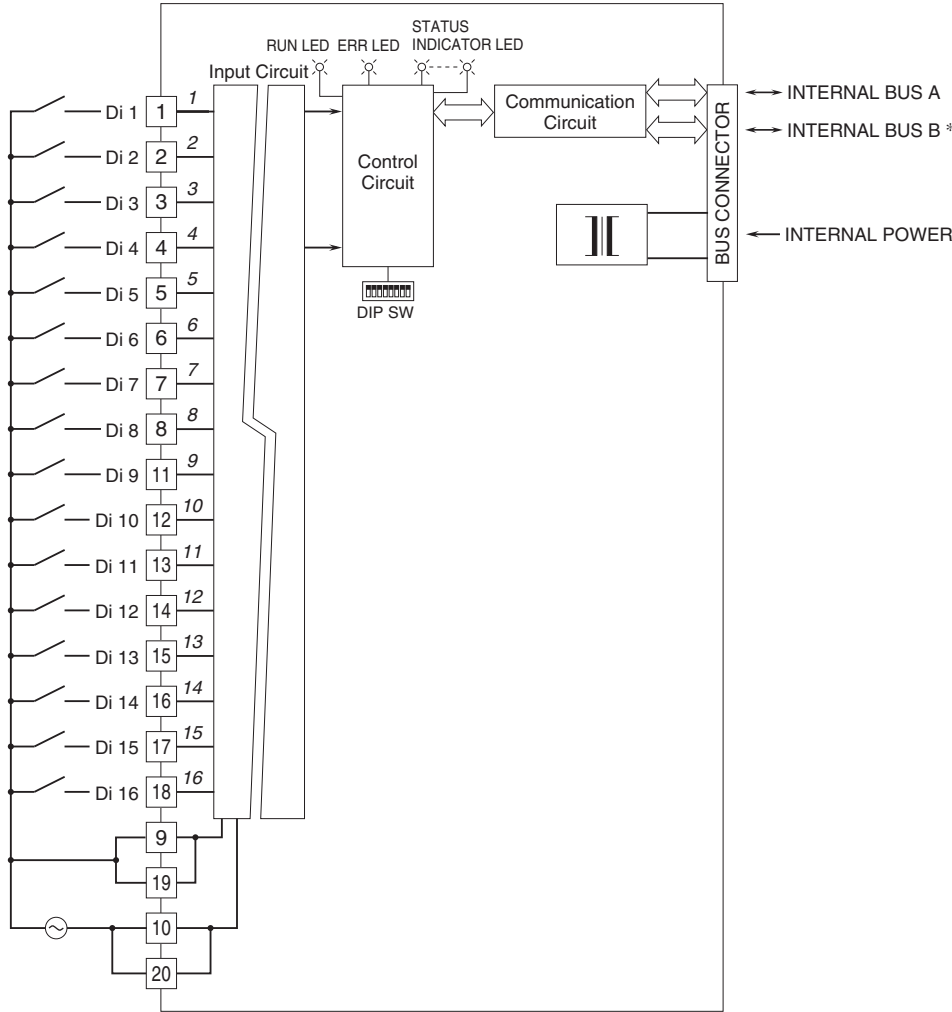 STATUS
INDICATOR LED
RUN LED ERR LED
Input Circuit
Control
Circuit
DIP SW
Communication
Circuit
BUS CONNECTOR
INTERNAL BUS A
INTERNAL BUS B *
INTERNAL POWER
Di 1 1 1
Di 2 2 2
Di 3 3 3
Di 4 4 4
Di 5 5 5
Di 6 6 6
Di 7 7 7
Di 8 8 8
Di 9 11 9
Di 10 12 10
Di 11 13 11
Di 12 14 12
Di 13 15 13
Di 14 16 14
Di 15 17 15
Di 16 18 16
9
19
10
20